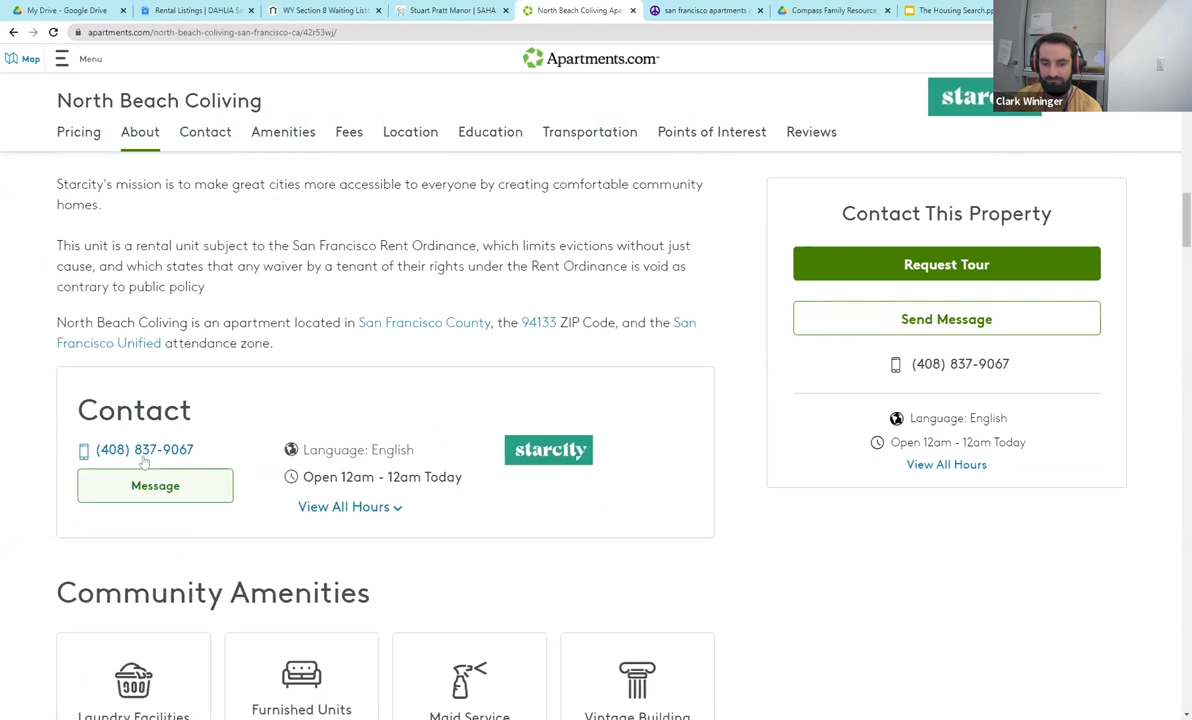 My Drive - Google Drive
Rental Listings | DAHLIA Sa
WY Section 8 Waiting List:
Stuart Pratt Manor | SAHA
North Beach Coliving Apa
san francisco apartments
Compass Family Resource
The Housing Search.pp
apartments.com/north-beach-coliving-san-francisco-ca/42r53wj/
Map
Menu
Apartments.com
Clark Wininger
North Beach Coliving
Pricing
About
Contact
Amenities
Fees
Location
Education
Transportation
Points of Interest
Reviews
Starcity's mission is to make great cities more accessible to everyone by creating comfortable community
homes.
This unit is a rental unit subject to the San Francisco Rent Ordinance, which limits evictions without just
cause, and which states that any waiver by a tenant of their rights under the Rent Ordinance is void as
contrary to public policy
North Beach Coliving is an apartment located in San Francisco County, the 94133 ZIP Code, and the San
Francisco Unified attendance zone.
Contact
(408) 837-9067
Message
Language: English
Open 12am - 12am Today
View All Hours
starcity
Contact This Property
Request Tour
Send Message
(408) 837-9067
Language: English
Open 12am - 12am Today
View All Hours
Community Amenities
Laundry Facilities
Furnished Units
Maid Service
Vintage Building